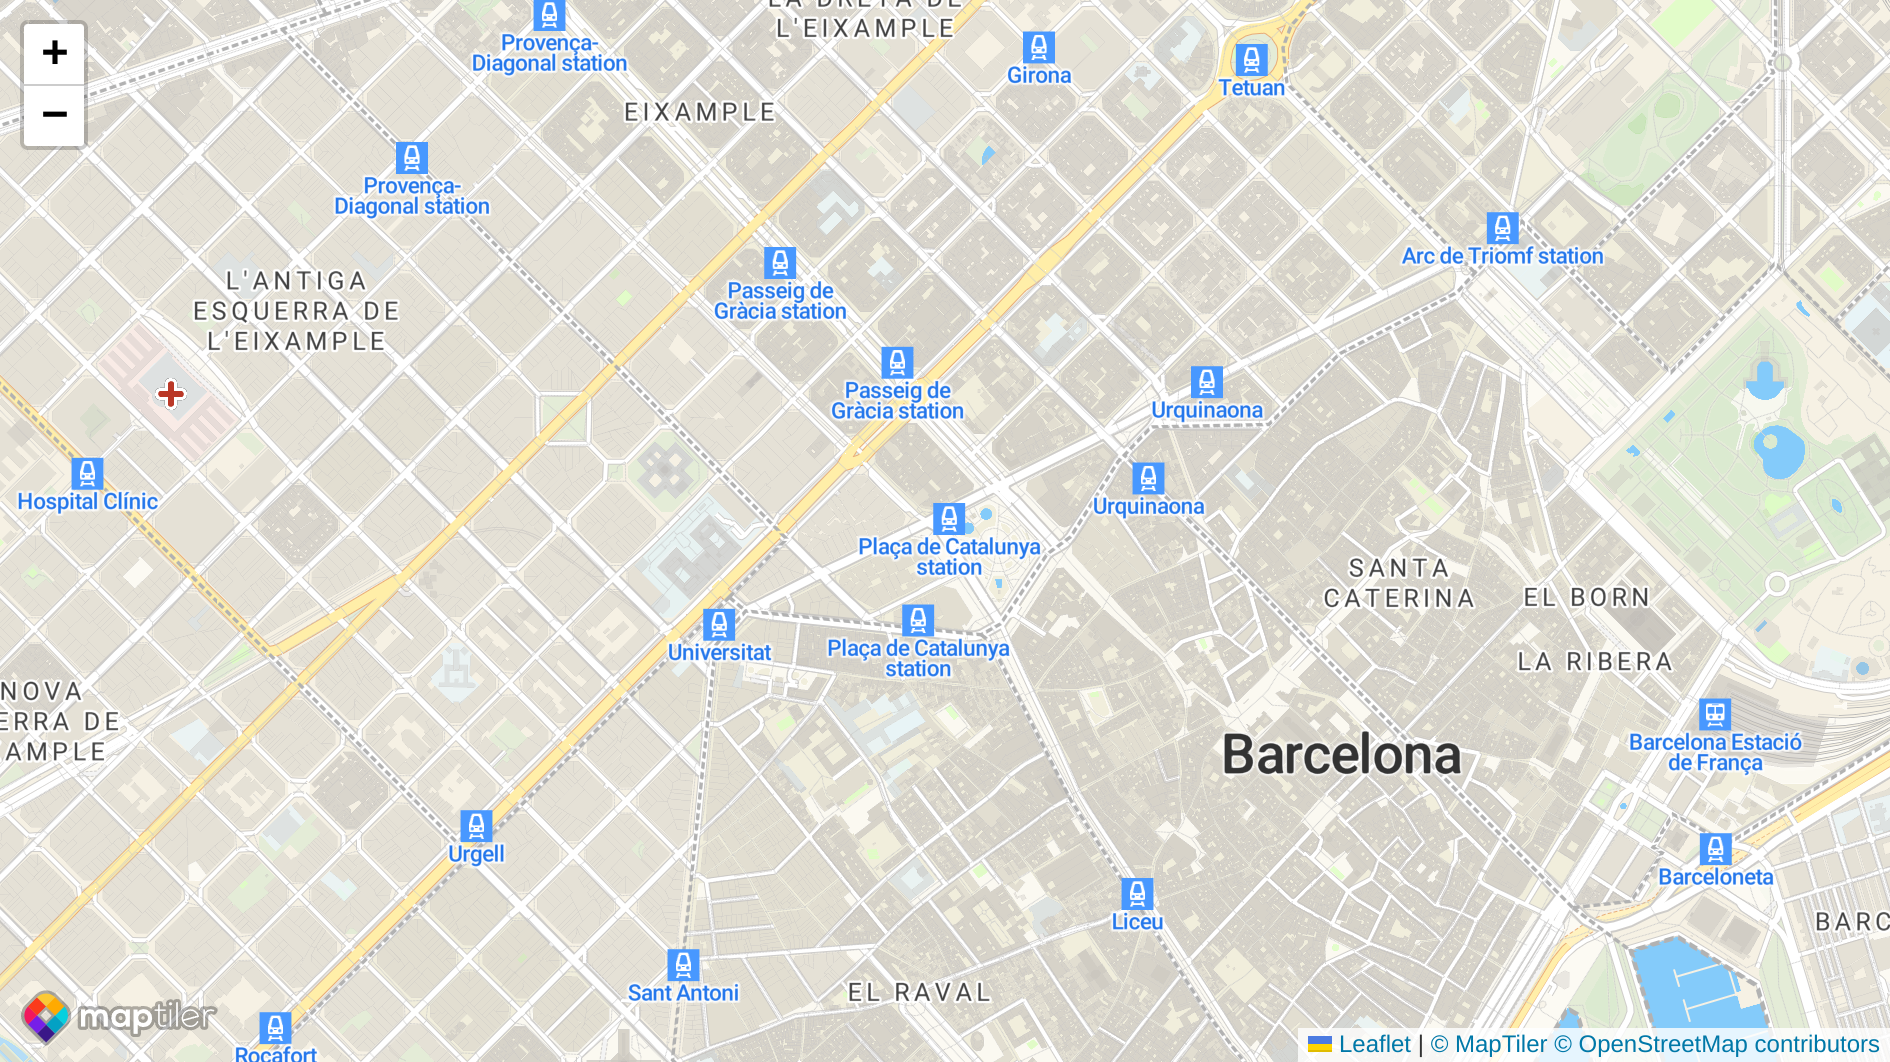 +
−
LA DRETA DE
L'EIXAMPLE
Provença-
Diagonal station
Girona
Tetuan
EIXAMPLE
Provença-
Diagonal station
Arc de Triomf station
L'ANTIGA
ESQUERRA DE
L'EIXAMPLE
Passeig de
Gràcia station
Passeig de
Gràcia station
Urquinaona
Hospital Clínic
Urquinaona
Plaça de Catalunya
station
SANTA
CATERINA
EL BORN
Universitat
Plaça de Catalunya
station
LA RIBERA
NOVA
ERRA DE
AMPLE
Barcelona
Barcelona Estació
de França
Urgell
Barceloneta
Liceu
BARC
Sant Antoni
EL RAVAL
maptiler
Rocafort
Leaflet | © MapTiler © OpenStreetMap contributors